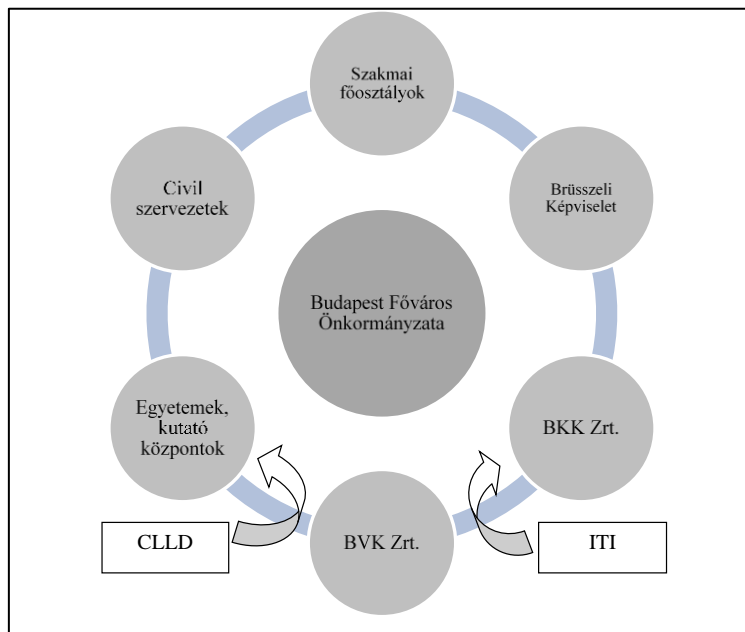 Szakmai
főosztályok
Brüsszeli
Képviselet
BKK Zrt.
BVK Zrt.
Egyetemek,
kutató
központok
Civil
szervezetek
Budapest Főváros
Önkormányzata
CLLD
ITI